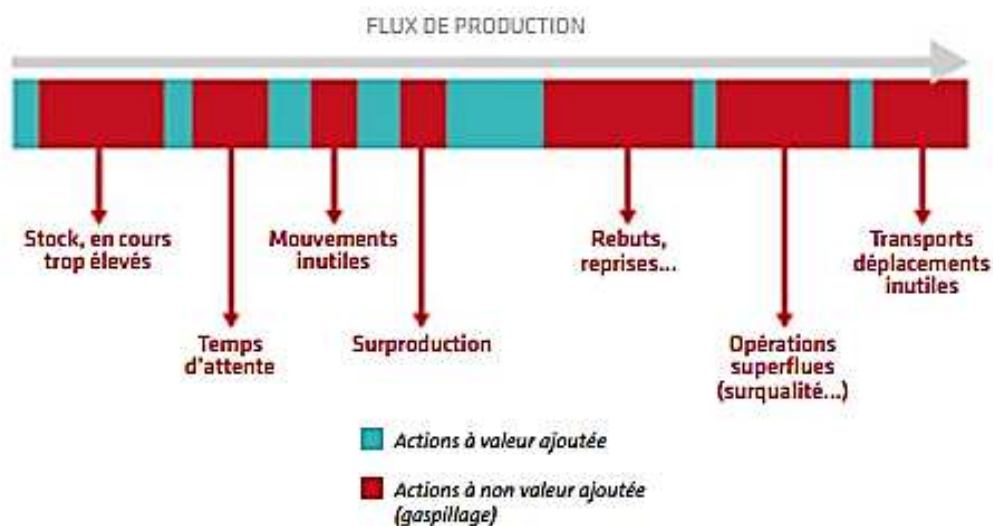 FLUX DE PRODUCTION
Stock, en cours
trop élevés
Temps
d'attente
Mouvements
inutiles
Surproduction
Rebuts,
reprises...
Opérations
superflues
(surqualité...)
Transports
déplacements
inutiles
Actions à valeur ajoutée
Actions à non valeur ajoutée
(gaspillage)